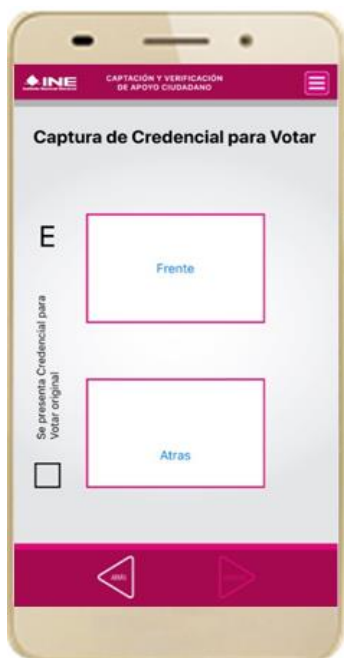 INE
CAPTACIÓN Y VERIFICACIÓN
DE APOYO CIUDADANO
Captura de Credencial para Votar
E
Frente
Se presenta Credencial para
Votar original
Atras